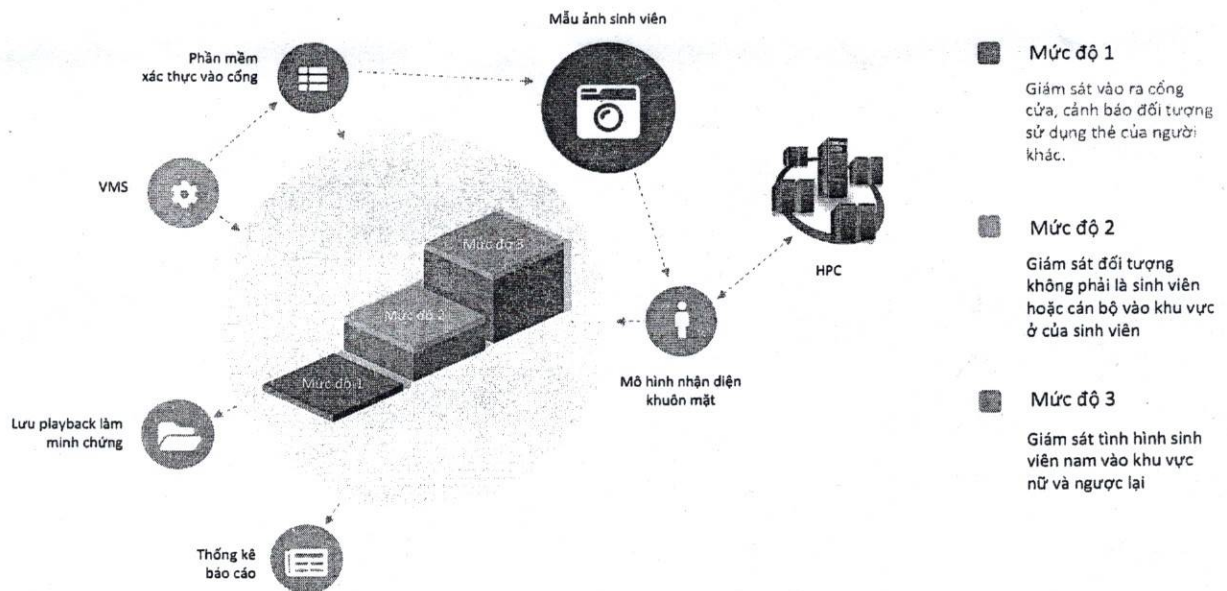 Mẫu ảnh sinh viên
Phần mềm
xác thực vào cổng
VMS
Mức độ 3
Mức độ 2
Mức độ 1
HPC
Mô hình nhận diện
khuôn mặt
Lưu playback làm
minh chứng
Thống kê
báo cáo
Mức độ 1
Giám sát vào ra cổng
cửa, cảnh báo đối tượng
sử dụng thẻ của người
khác.
Mức độ 2
Giám sát đối tượng
không phải là sinh viên
hoặc cán bộ vào khu vực
ở của sinh viên
Mức độ 3
Giám sát tình hình sinh
viên nam vào khu vực
nữ và ngược lại